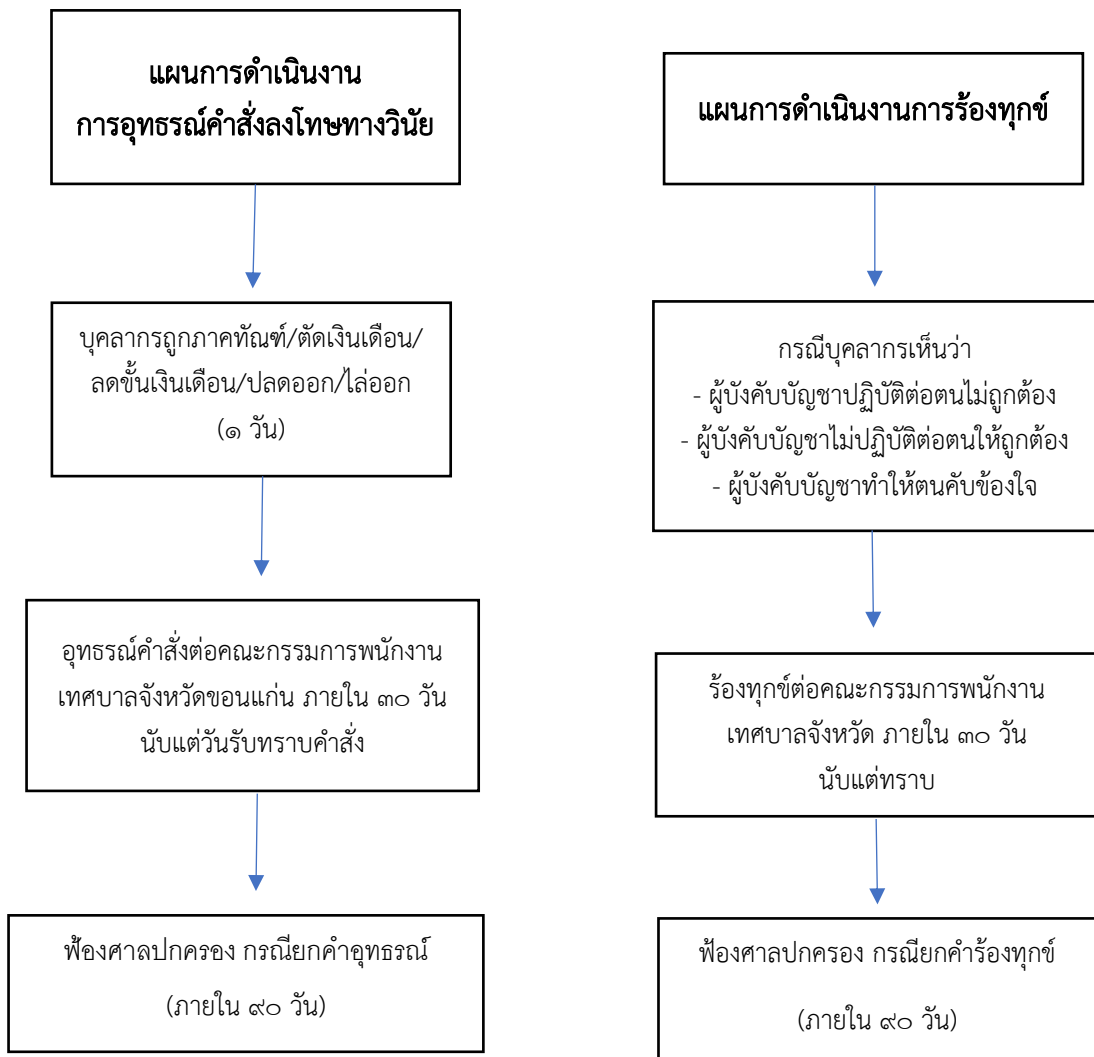 แผนการดำเนินงาน
การอุทธรณ์คำสั่งลงโทษทางวินัย
บุคลากรถูกภาคทัณฑ์/ตัดเงินเดือน/
ลดขั้นเงินเดือน/ปลดออก/ไล่ออก
(๑ วัน)
อุทธรณ์คำสั่งต่อคณะกรรมการพนักงาน
เทศบาลจังหวัดขอนแก่น ภายใน ๓๐ วัน
นับแต่วันรับทราบคำสั่ง
ฟ้องศาลปกครอง กรณียกคำอุทธรณ์
(ภายใน ๙๐ วัน)
แผนการดำเนินงานการร้องทุกข์
กรณีบุคลากรเห็นว่า
- ผู้บังคับบัญชาปฏิบัติต่อตนไม่ถูกต้อง
- ผู้บังคับบัญชาไม่ปฏิบัติต่อตนให้ถูกต้อง
- ผู้บังคับบัญชาทำให้ตนคับข้องใจ
ร้องทุกข์ต่อคณะกรรมการพนักงาน
เทศบาลจังหวัด ภายใน ๓๐ วัน
นับแต่ทราบ
ฟ้องศาลปกครอง กรณียกคำร้องทุกข์
(ภายใน ๙๐ วัน)